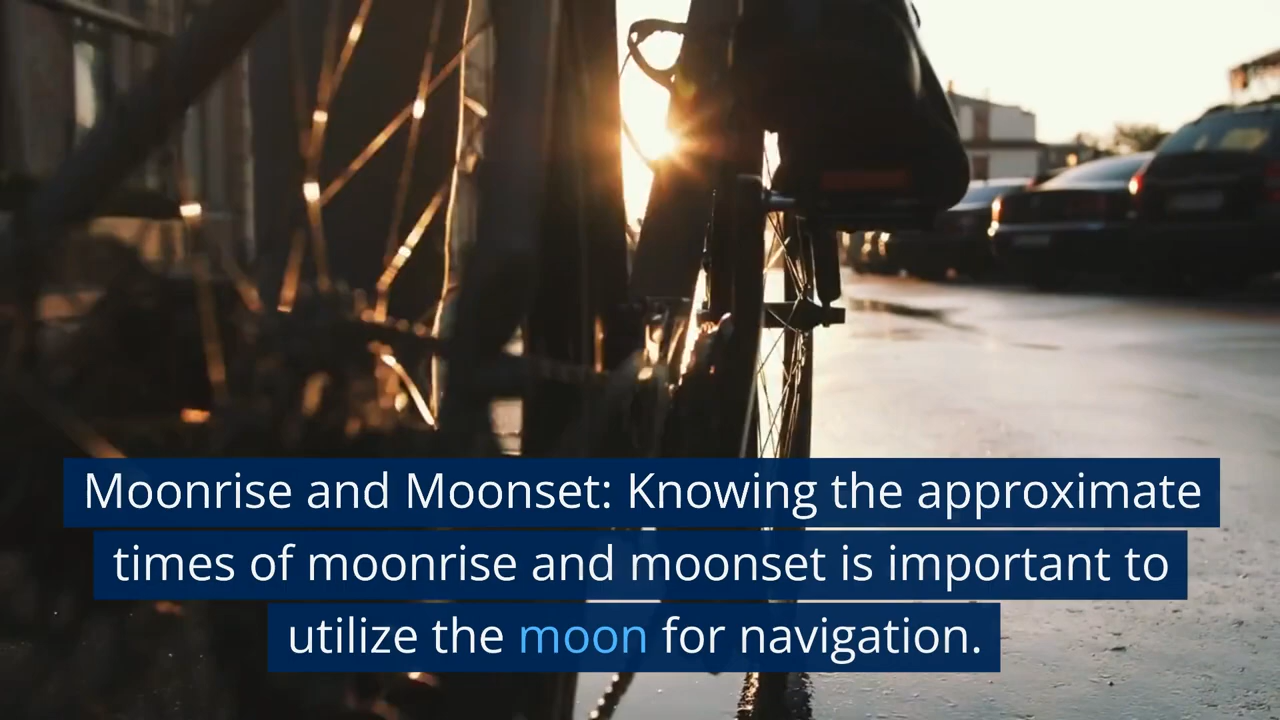 Moonrise and Moonset: Knowing the approximate
times of moonrise and moonset is important to
utilize the moon for navigation.